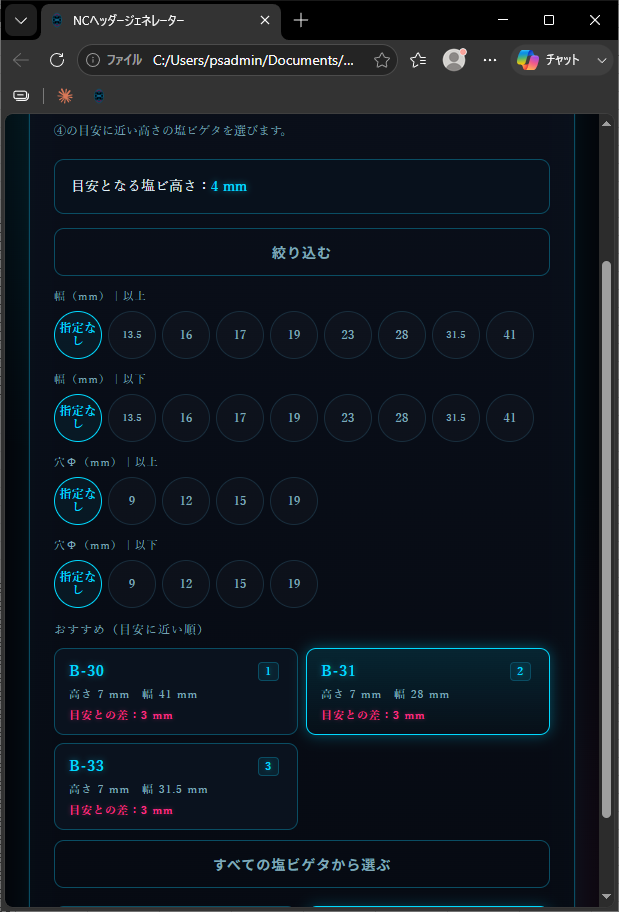 NCヘッダージェネレーター
ファイル C:/Users/psadmin/Documents/... チャット
④の目安に近い高さの塩ビゲタを選びます。
目安となる塩ビ高さ：4 mm
絞り込む
幅（mm）｜以上
指定なし 13.5 16 17 19 23 28 31.5 41
幅（mm）｜以下
指定なし 13.5 16 17 19 23 28 31.5 41
穴Φ（mm）｜以上
指定なし 9 12 15 19
穴Φ（mm）｜以下
指定なし 9 12 15 19
おすすめ（目安に近い順）
B-30 1
高さ 7 mm 幅 41 mm
目安との差：3 mm
B-31 2
高さ 7 mm 幅 28 mm
目安との差：3 mm
B-33 3
高さ 7 mm 幅 31.5 mm
目安との差：3 mm
すべての塩ビゲタから選ぶ